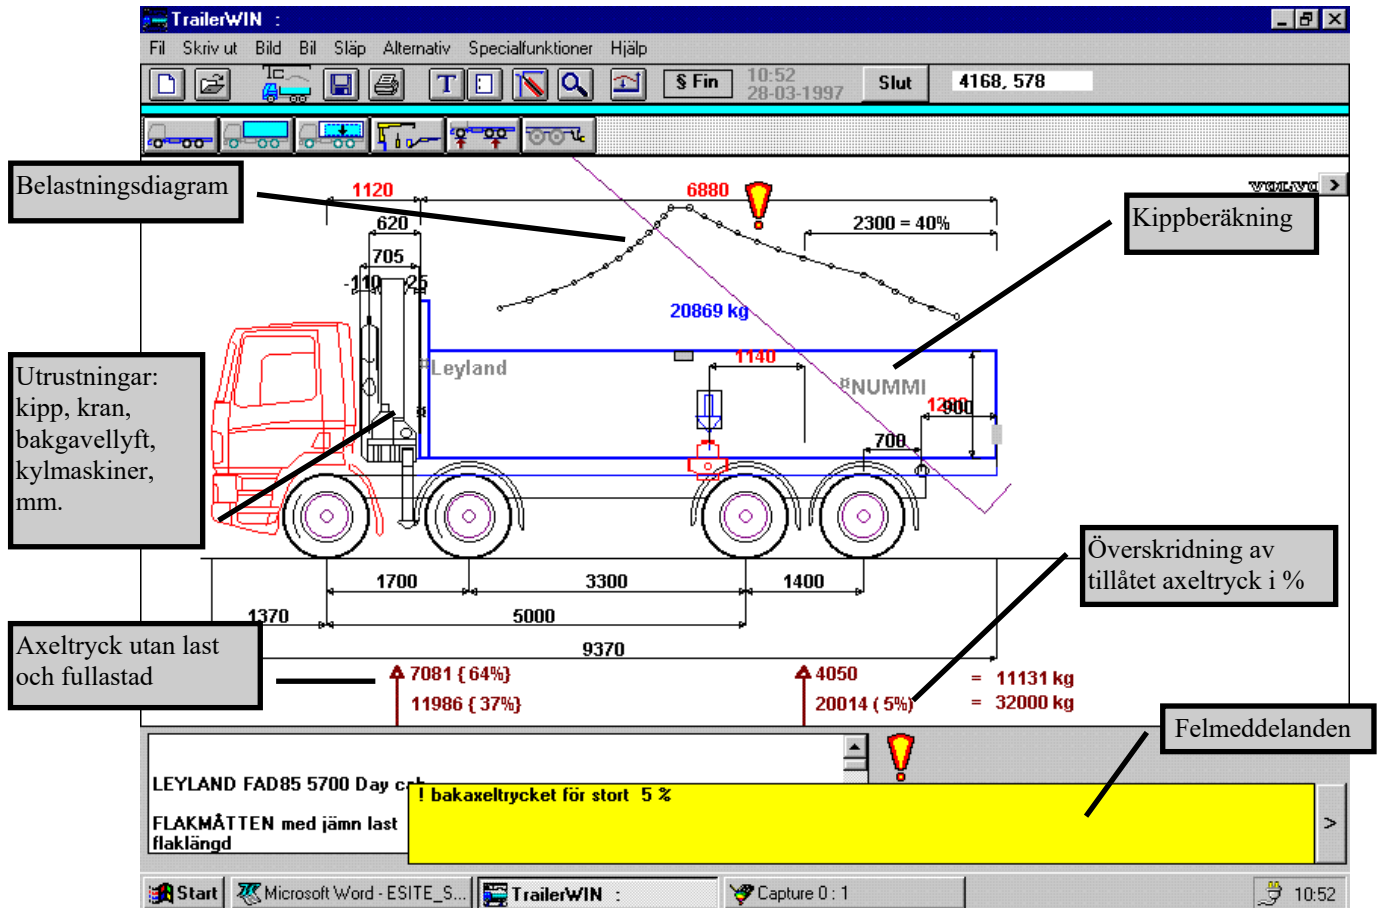 TrailerWIN :
Fil Skriv ut Bild Bil Släp Alternativ Specialfunktioner Hjälp
T § Fin 10:52 28-03-1997 Slut 4168, 578
Belastningsdiagram
VOLVO
Kippberäkning
1120 6880
620 2300 = 40%
705
-110 25
20869 kg
1140
Leyland
NUMMI
1200 900
700
Utrustningar:
kipp, kran,
bakgavellyft,
kylmaskiner,
mm.
Överskridning av
tillåtet axeltryck i %
1700 3300 1400
1370 5000
9370
Axeltryck utan last
och fullastad
7081 { 64%} 4050 = 11131 kg
11986 { 37%} 20014 ( 5%) = 32000 kg
Felmeddelanden
LEYLAND FAD85 5700 Day cab
! bakaxeltrycket för stort 5 %
FLAKMÅTTEN med jämn last
flaklängd
Start Microsoft Word - ESITE_S... TrailerWIN : Capture 0 : 1 10:52